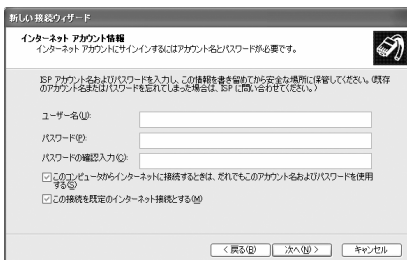 新しい接続ウィザード
インターネット アカウント情報
インターネット アカウントにサインインするにはアカウント名とパスワードが必要です。
ISP アカウント名およびパスワードを入力し、この情報を書き留めてから安全な場所に保管してください。(既存
のアカウント名またはパスワードを忘れてしまった場合は、ISP に問い合わせてください。)
ユーザー名(U):
パスワード(P):
パスワードの確認入力(C):
このコンピュータからインターネットに接続するときは、だれでもこのアカウント名およびパスワードを使用
する(S)
この接続を既定のインターネット接続とする(M)
< 戻る(B) 次へ(N) > キャンセル